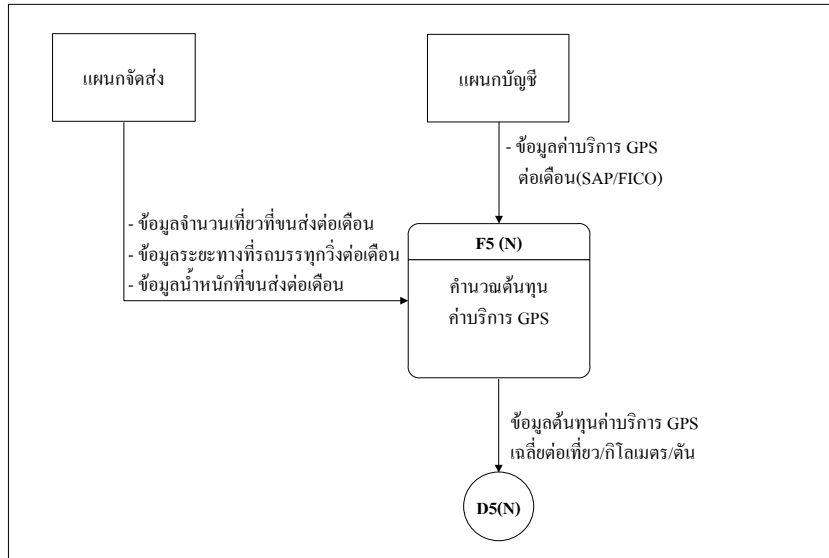 แผนกจัดส่ง
แผนกบัญชี
- ข้อมูลค่าบริการ GPS
ต่อเดือน(SAP/FICO)
- ข้อมูลจำนวนเที่ยวที่ขนส่งต่อเดือน
- ข้อมูลระยะทางที่รถบรรทุกวิ่งต่อเดือน
- ข้อมูลน้ำหนักที่ขนส่งต่อเดือน
F5 (N)
คำนวณต้นทุน
ค่าบริการ GPS
ข้อมูลต้นทุนค่าบริการ GPS
เฉลี่ยต่อเที่ยว/กิโลเมตร/ตัน
D5(N)